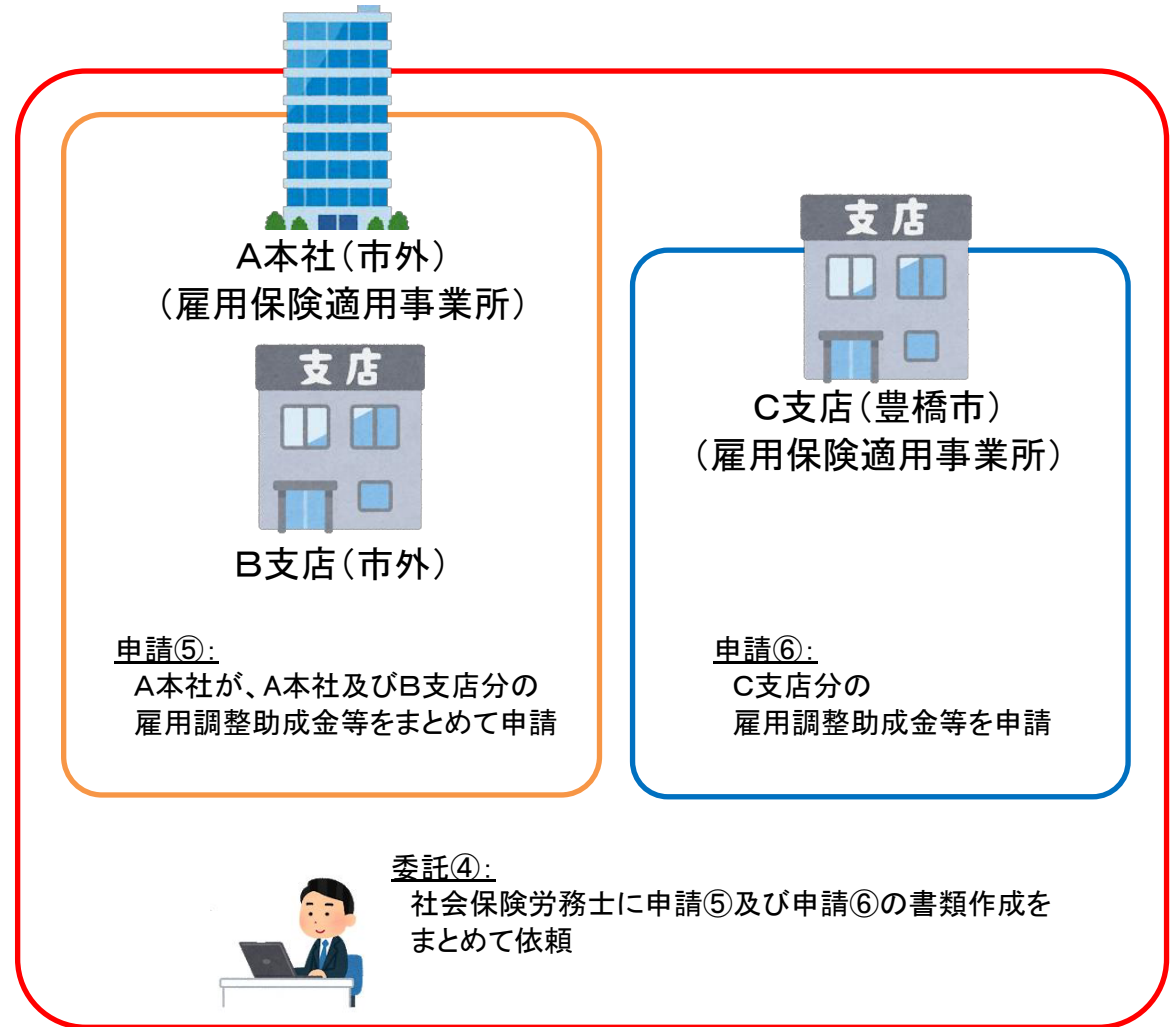 A本社(市外)
(雇用保険適用事業所)
支店
B支店(市外)
申請⑤:
A本社が、A本社及びB支店分の
雇用調整助成金等をまとめて申請
支店
C支店(豊橋市)
(雇用保険適用事業所)
申請⑥:
C支店分の
雇用調整助成金等を申請
委託④:
社会保険労務士に申請⑤及び申請⑥の書類作成を
まとめて依頼